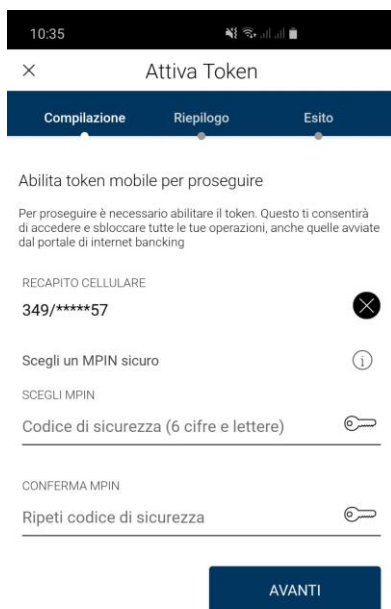 10:35
Attiva Token
Compilazione Riepilogo Esito
Abilita token mobile per proseguire
Per proseguire è necessario abilitare il token. Questo ti consentirà
di accedere e sbloccare tutte le tue operazioni, anche quelle avviate
dal portale di internet bancking
RECAPITO CELLULARE
349/*****57
Scegli un MPIN sicuro
SCEGLI MPIN
Codice di sicurezza (6 cifre e lettere)
CONFERMA MPIN
Ripeti codice di sicurezza
AVANTI